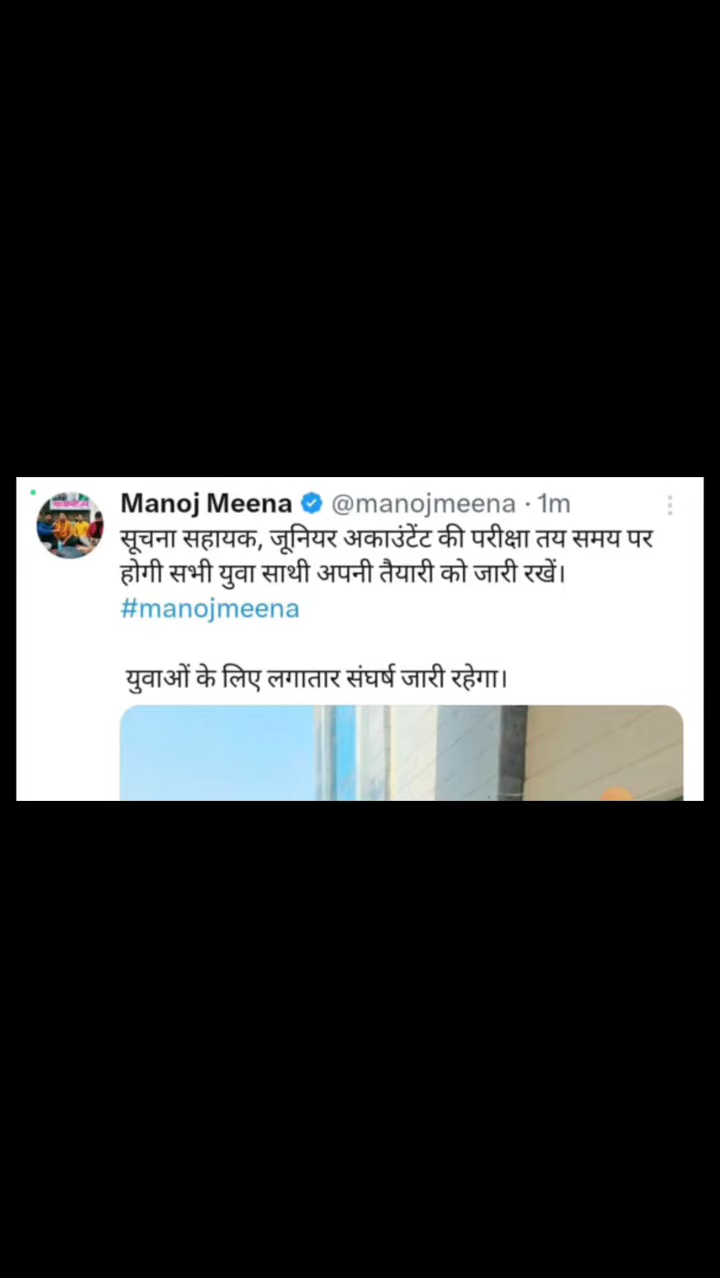 Manoj Meena @manojmeena · 1m
सूचना सहायक, जूनियर अकाउंटेंट की परीक्षा तय समय पर
होगी सभी युवा साथी अपनी तैयारी को जारी रखें।
#manojmeena
युवाओं के लिए लगातार संघर्ष जारी रहेगा।